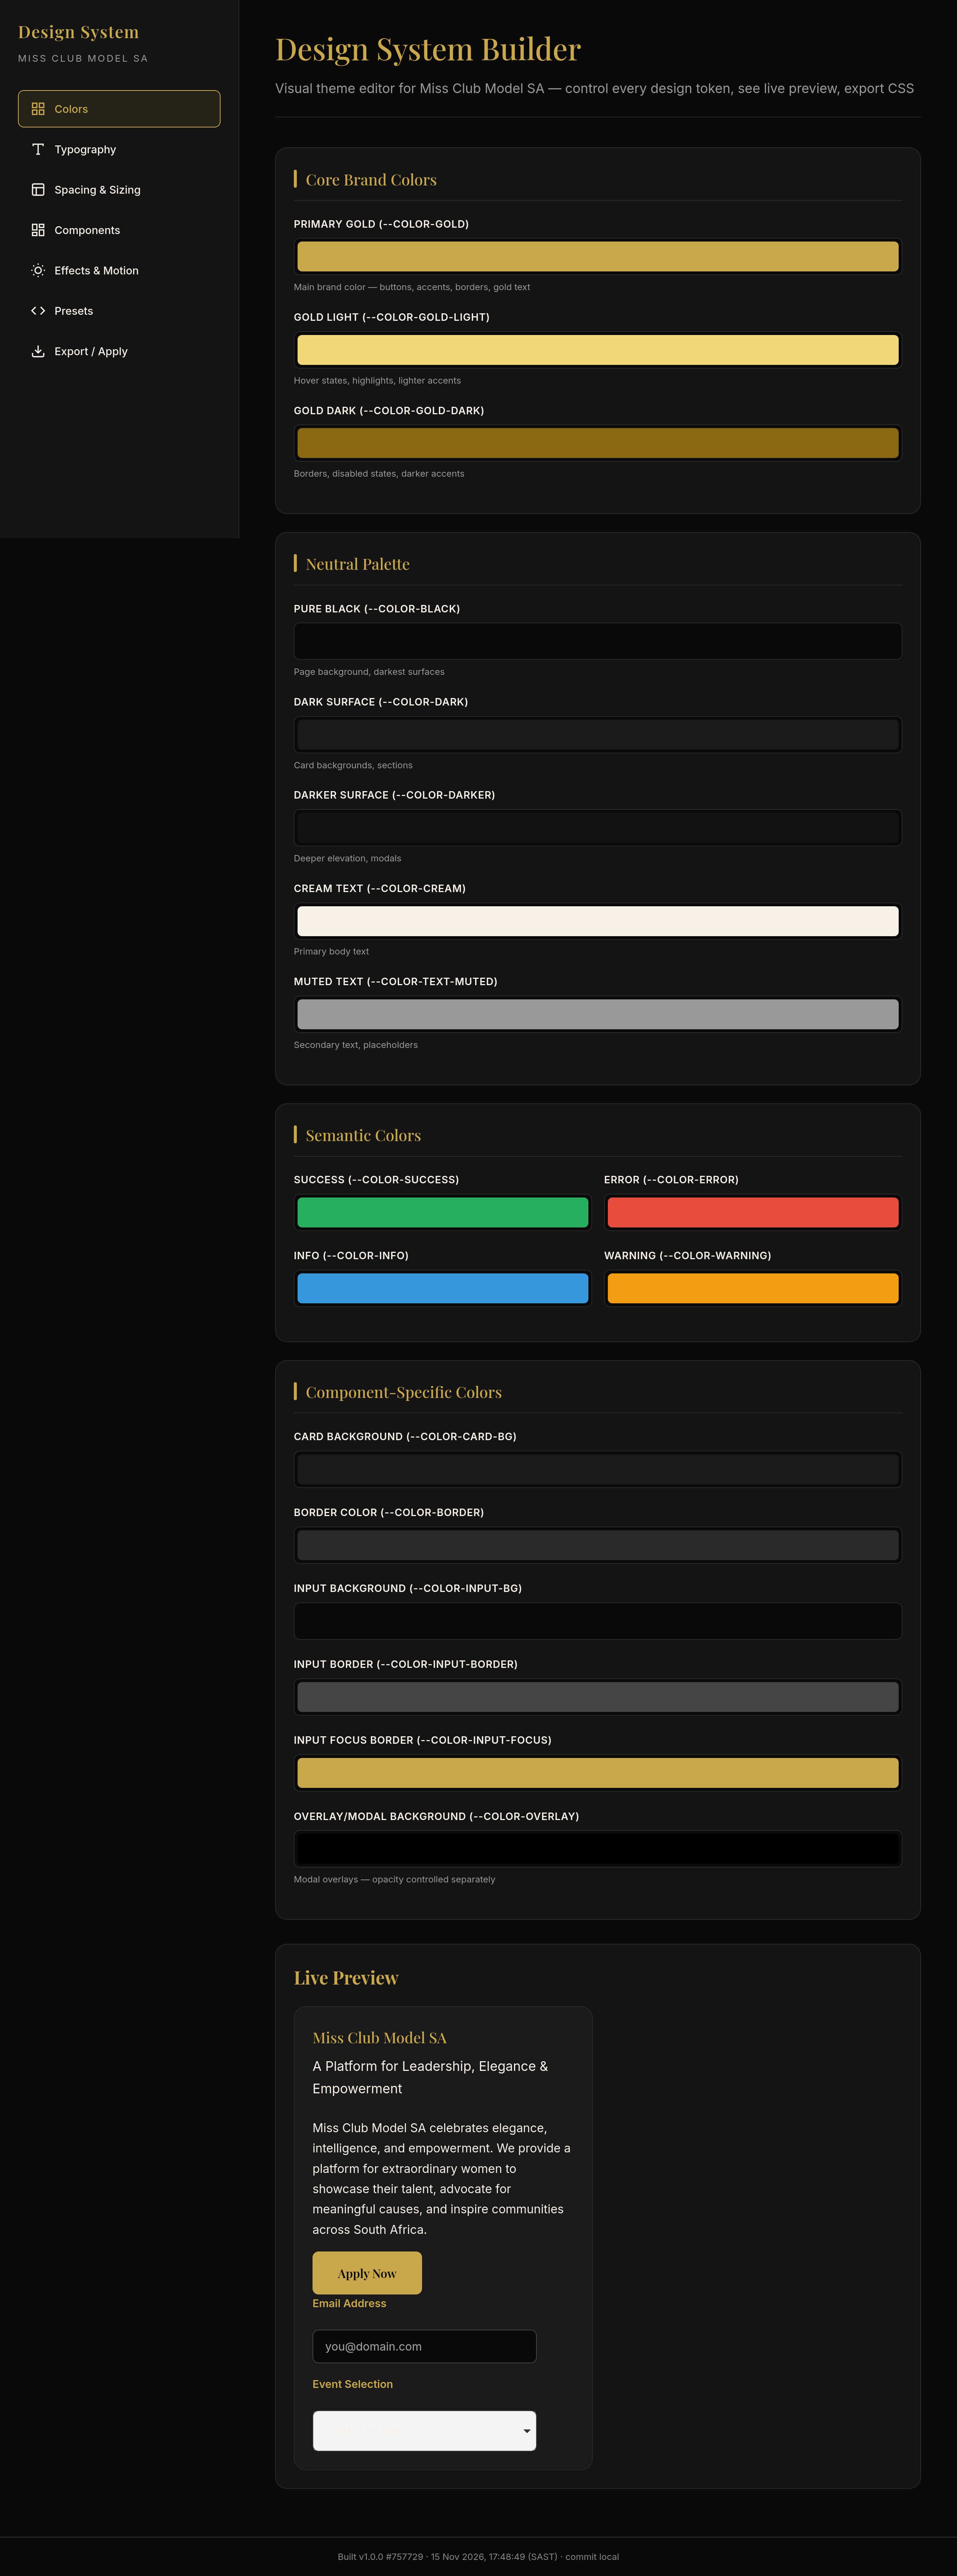 Design System
MISS CLUB MODEL SA
Colors
Typography
Spacing & Sizing
Components
Effects & Motion
Presets
Export / Apply
Design System Builder
Visual theme editor for Miss Club Model SA — control every design token, see live preview, export CSS
Core Brand Colors
PRIMARY GOLD (--COLOR-GOLD)
Main brand color — buttons, accents, borders, gold text
GOLD LIGHT (--COLOR-GOLD-LIGHT)
Hover states, highlights, lighter accents
GOLD DARK (--COLOR-GOLD-DARK)
Borders, disabled states, darker accents
Neutral Palette
PURE BLACK (--COLOR-BLACK)
Page background, darkest surfaces
DARK SURFACE (--COLOR-DARK)
Card backgrounds, sections
DARKER SURFACE (--COLOR-DARKER)
Deeper elevation, modals
CREAM TEXT (--COLOR-CREAM)
Primary body text
MUTED TEXT (--COLOR-TEXT-MUTED)
Secondary text, placeholders
Semantic Colors
SUCCESS (--COLOR-SUCCESS)
ERROR (--COLOR-ERROR)
INFO (--COLOR-INFO)
WARNING (--COLOR-WARNING)
Component-Specific Colors
CARD BACKGROUND (--COLOR-CARD-BG)
BORDER COLOR (--COLOR-BORDER)
INPUT BACKGROUND (--COLOR-INPUT-BG)
INPUT BORDER (--COLOR-INPUT-BORDER)
INPUT FOCUS BORDER (--COLOR-INPUT-FOCUS)
OVERLAY/MODAL BACKGROUND (--COLOR-OVERLAY)
Modal overlays — opacity controlled separately
Live Preview
Miss Club Model SA
A Platform for Leadership, Elegance &
Empowerment
Miss Club Model SA celebrates elegance,
intelligence, and empowerment. We provide a
platform for extraordinary women to
showcase their talent, advocate for
meaningful causes, and inspire communities
across South Africa.
Apply Now
Email Address
you@domain.com
Event Selection
Built v1.0.0 #757729 · 15 Nov 2026, 17:48:49 (SAST) · commit local